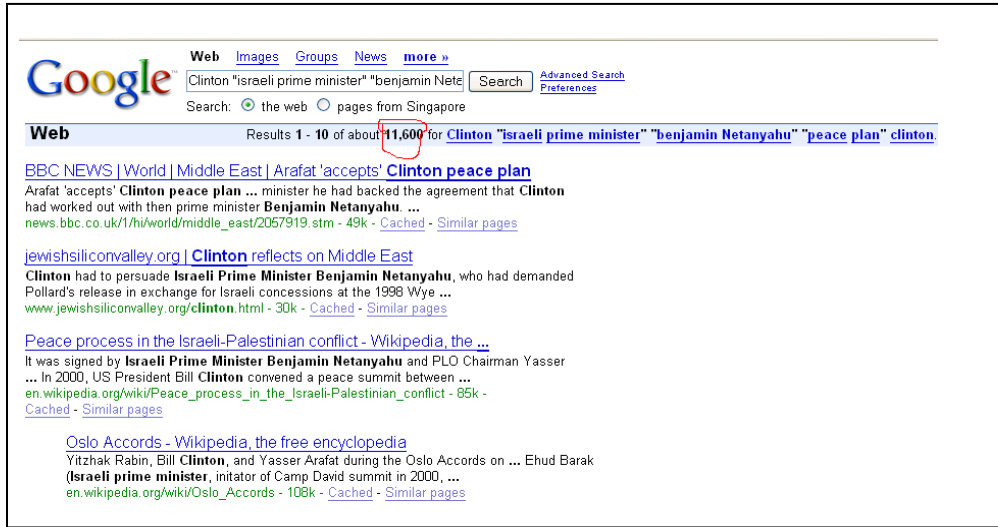 Web Images Groups News more »
Google™
Clinton "israeli prime minister" "benjamin Neta Search Advanced Search
Preferences
Search: the web pages from Singapore
Web Results 1 - 10 of about 11,600 for Clinton "israeli prime minister" "benjamin Netanyahu" "peace plan" clinton.
BBC NEWS | World | Middle East | Arafat 'accepts' Clinton peace plan
Arafat 'accepts' Clinton peace plan ... minister he had backed the agreement that Clinton
had worked out with then prime minister Benjamin Netanyahu. ...
news.bbc.co.uk/1/hi/world/middle_east/2057919.stm - 49k - Cached - Similar pages
jewishsiliconvalley.org | Clinton reflects on Middle East
Clinton had to persuade Israeli Prime Minister Benjamin Netanyahu, who had demanded
Pollard's release in exchange for Israeli concessions at the 1998 Wye ...
www.jewishsiliconvalley.org/clinton.html - 30k - Cached - Similar pages
Peace process in the Israeli-Palestinian conflict - Wikipedia, the ...
It was signed by Israeli Prime Minister Benjamin Netanyahu and PLO Chairman Yasser
... In 2000, US President Bill Clinton convened a peace summit between ...
en.wikipedia.org/wiki/Peace_process_in_the_Israeli-Palestinian_conflict - 85k -
Cached - Similar pages
Oslo Accords - Wikipedia, the free encyclopedia
Yitzhak Rabin, Bill Clinton, and Yasser Arafat during the Oslo Accords on ... Ehud Barak
(Israeli prime minister, initator of Camp David summit in 2000, ...
en.wikipedia.org/wiki/Oslo_Accords - 108k - Cached - Similar pages